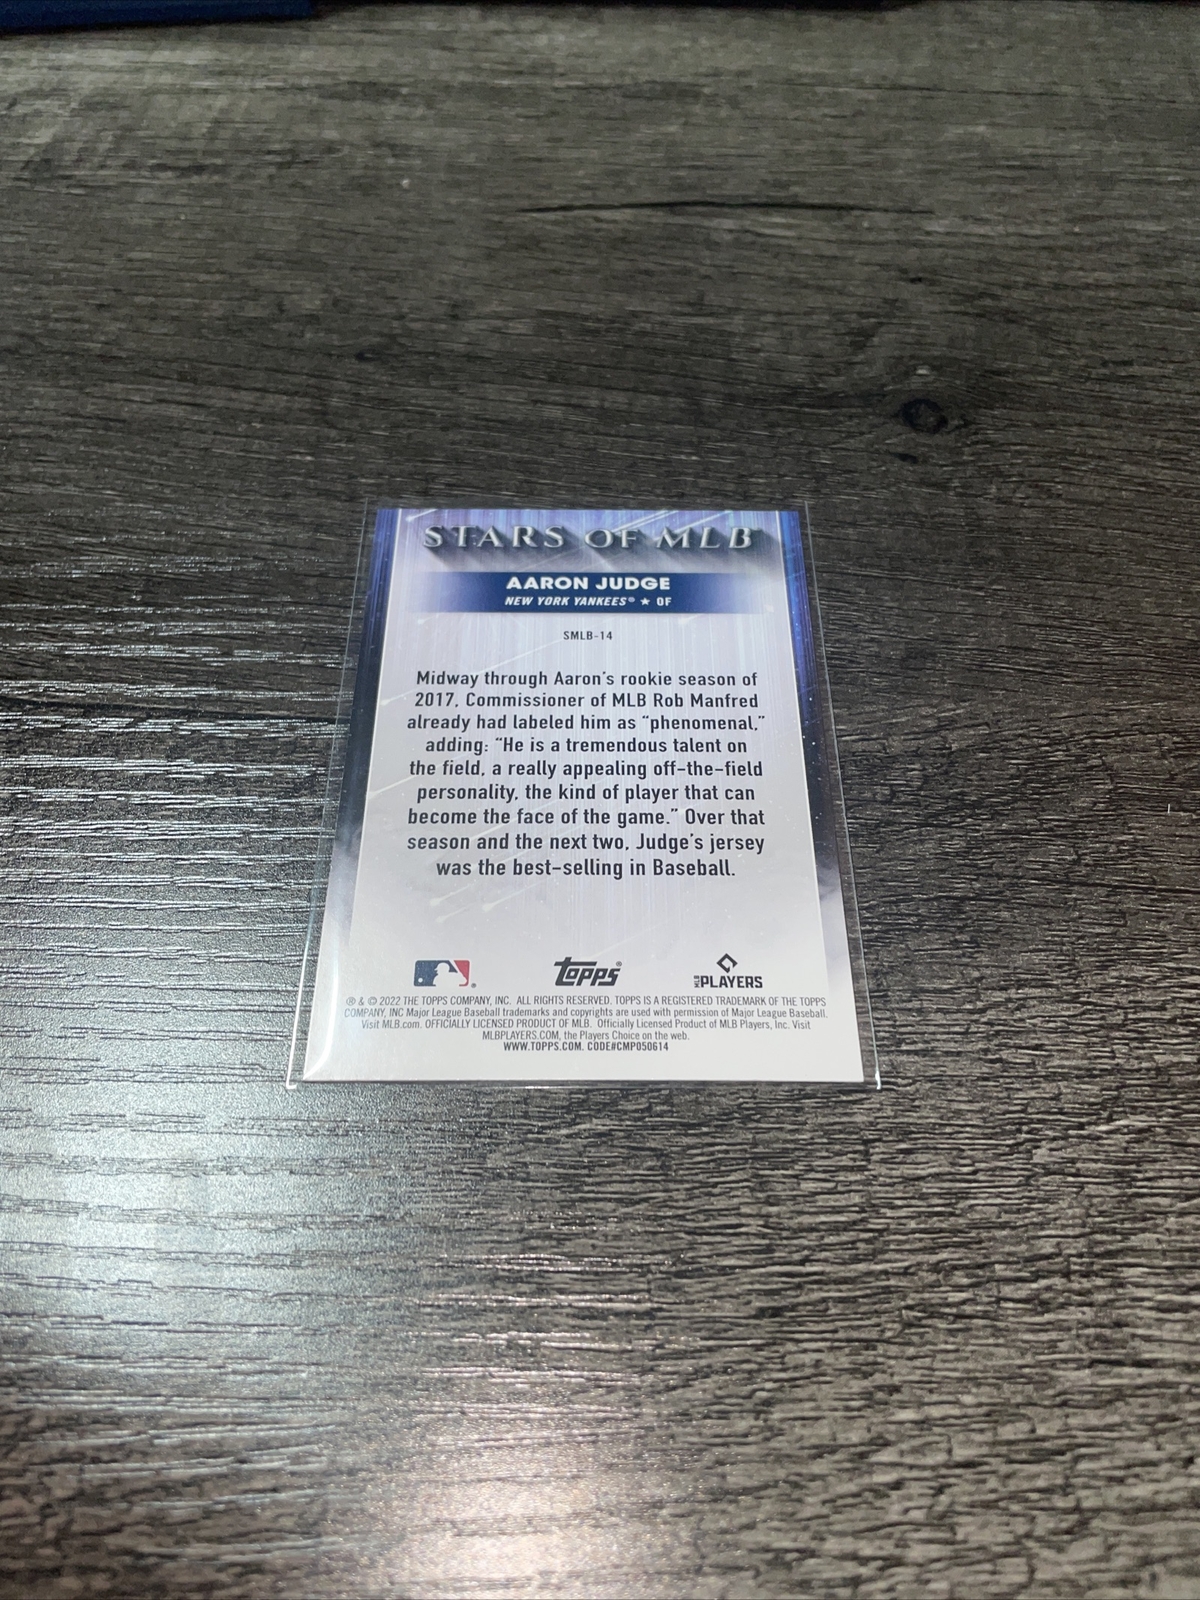 STARS OF MLB
AARON JUDGE
NEW YORK YANKEES® ★ OF
SMLB-14
Midway through Aaron's rookie season of
2017, Commissioner of MLB Rob Manfred
already had labeled him as "phenomenal,"
adding: "He is a tremendous talent on
the field, a really appealing off-the-field
personality, the kind of player that can
become the face of the game." Over that
season and the next two, Judge's jersey
was the best-selling in Baseball.
® topps® MLB PLAYERS
® & © 2022 THE TOPPS COMPANY, INC. ALL RIGHTS RESERVED. TOPPS IS A REGISTERED TRADEMARK OF THE TOPPS
COMPANY, INC Major League Baseball trademarks and copyrights are used with permission of Major League Baseball.
Visit MLB.com. OFFICIALLY LICENSED PRODUCT OF MLB. Officially Licensed Product of MLB Players, Inc. Visit
MLBPLAYERS.COM, the Players Choice on the web.
WWW.TOPPS.COM. CODE#CMP050614